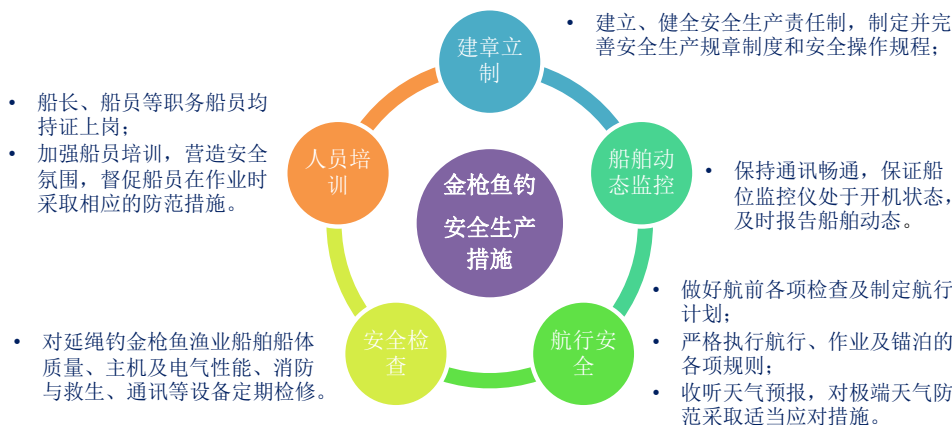 建章立
制
• 建立、健全安全生产责任制，制定并完
善安全生产规章制度和安全操作规程；
船舶动
态监控
• 保持通讯畅通，保证船
位监控仪处于开机状态，
及时报告船舶动态。
航行安
全
• 做好航前各项检查及制定航行
计划；
• 严格执行航行、作业及锚泊的
各项规则；
• 收听天气预报，对极端天气防
范采取适当应对措施。
安全检
查
• 对延绳钓金枪鱼渔业船舶船体
质量、主机及电气性能、消防
与救生、通讯等设备定期检修。
人员培
训
• 船长、船员等职务船员均
持证上岗；
• 加强船员培训，营造安全
氛围，督促船员在作业时
采取相应的防范措施。
金枪鱼钓
安全生产
措施